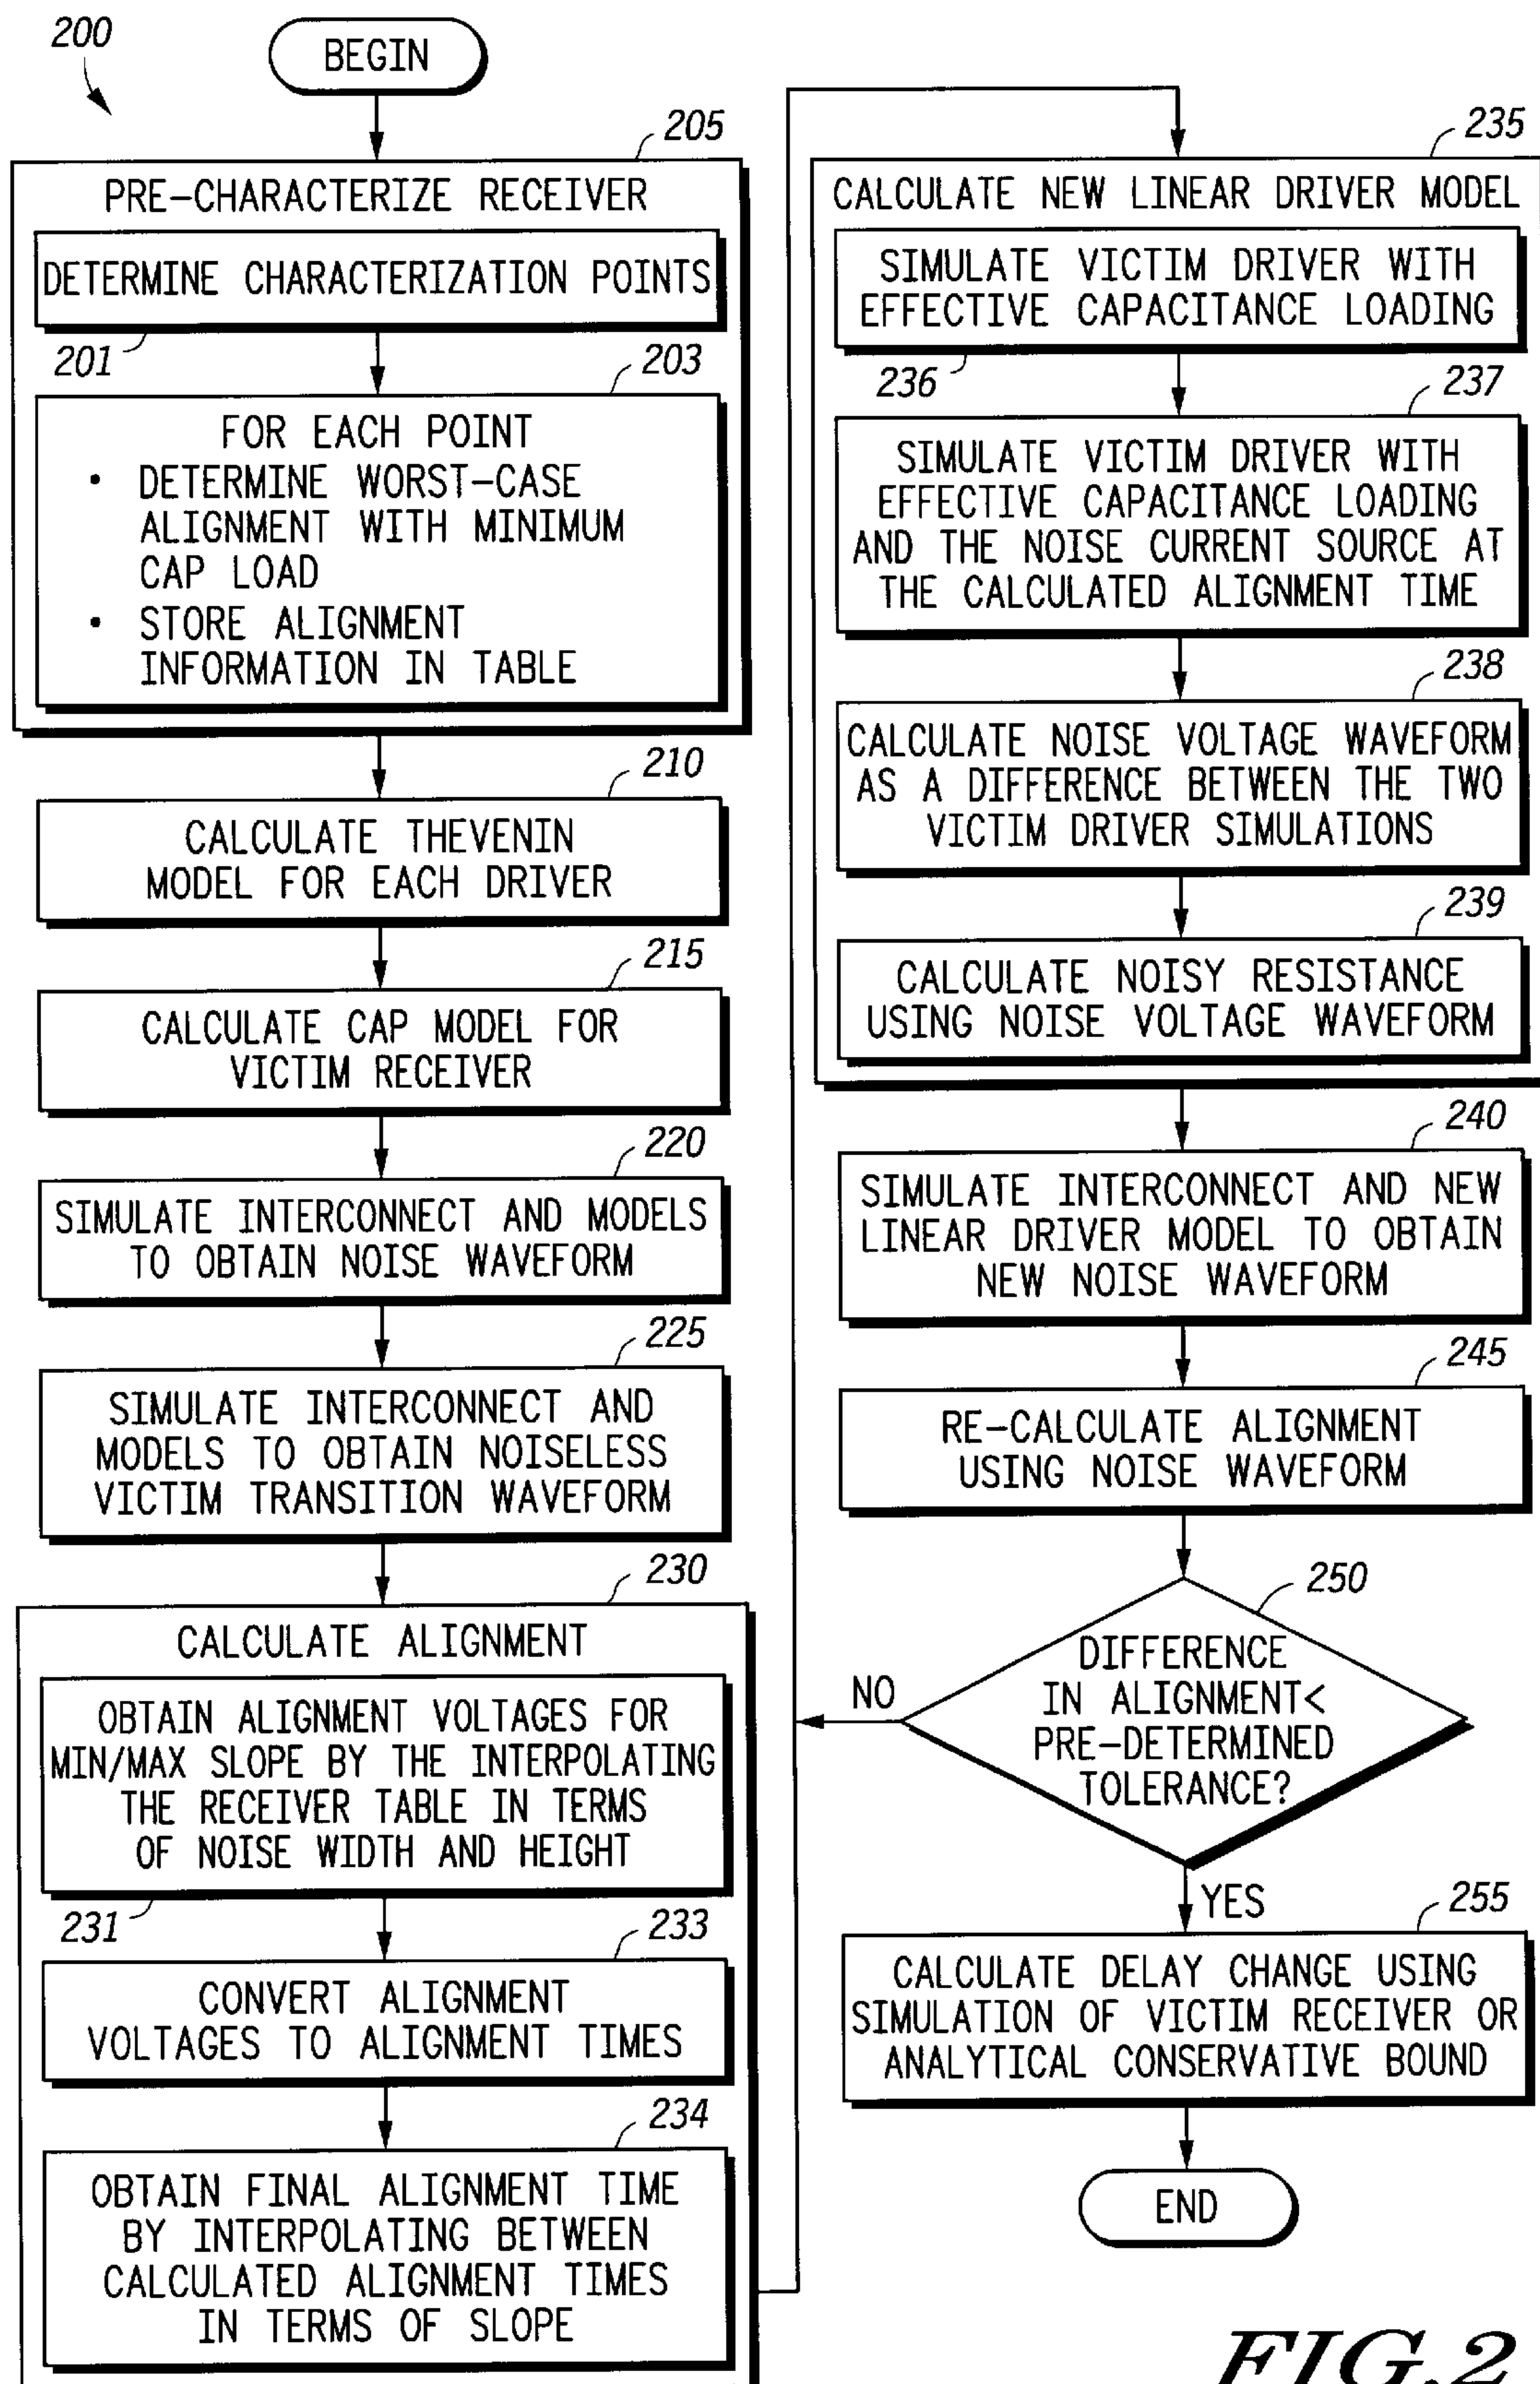 200
BEGIN
205
PRE-CHARACTERIZE RECEIVER
DETERMINE CHARACTERIZATION POINTS
201
203
FOR EACH POINT
• DETERMINE WORST-CASE
ALIGNMENT WITH MINIMUM
CAP LOAD
• STORE ALIGNMENT
INFORMATION IN TABLE
210
CALCULATE THEVENIN
MODEL FOR EACH DRIVER
215
CALCULATE CAP MODEL FOR
VICTIM RECEIVER
220
SIMULATE INTERCONNECT AND MODELS
TO OBTAIN NOISE WAVEFORM
225
SIMULATE INTERCONNECT AND
MODELS TO OBTAIN NOISELESS
VICTIM TRANSITION WAVEFORM
230
CALCULATE ALIGNMENT
OBTAIN ALIGNMENT VOLTAGES FOR
MIN/MAX SLOPE BY THE INTERPOLATING
THE RECEIVER TABLE IN TERMS
OF NOISE WIDTH AND HEIGHT
231
233
CONVERT ALIGNMENT
VOLTAGES TO ALIGNMENT TIMES
234
OBTAIN FINAL ALIGNMENT TIME
BY INTERPOLATING BETWEEN
CALCULATED ALIGNMENT TIMES
IN TERMS OF SLOPE
235
CALCULATE NEW LINEAR DRIVER MODEL
SIMULATE VICTIM DRIVER WITH
EFFECTIVE CAPACITANCE LOADING
236
237
SIMULATE VICTIM DRIVER WITH
EFFECTIVE CAPACITANCE LOADING
AND THE NOISE CURRENT SOURCE AT
THE CALCULATED ALIGNMENT TIME
238
CALCULATE NOISE VOLTAGE WAVEFORM
AS A DIFFERENCE BETWEEN THE TWO
VICTIM DRIVER SIMULATIONS
239
CALCULATE NOISY RESISTANCE
USING NOISE VOLTAGE WAVEFORM
240
SIMULATE INTERCONNECT AND NEW
LINEAR DRIVER MODEL TO OBTAIN
NEW NOISE WAVEFORM
245
RE-CALCULATE ALIGNMENT
USING NOISE WAVEFORM
250
DIFFERENCE
IN ALIGNMENT<
PRE-DETERMINED
TOLERANCE?
NO
YES
255
CALCULATE DELAY CHANGE USING
SIMULATION OF VICTIM RECEIVER OR
ANALYTICAL CONSERVATIVE BOUND
END
FIG.2